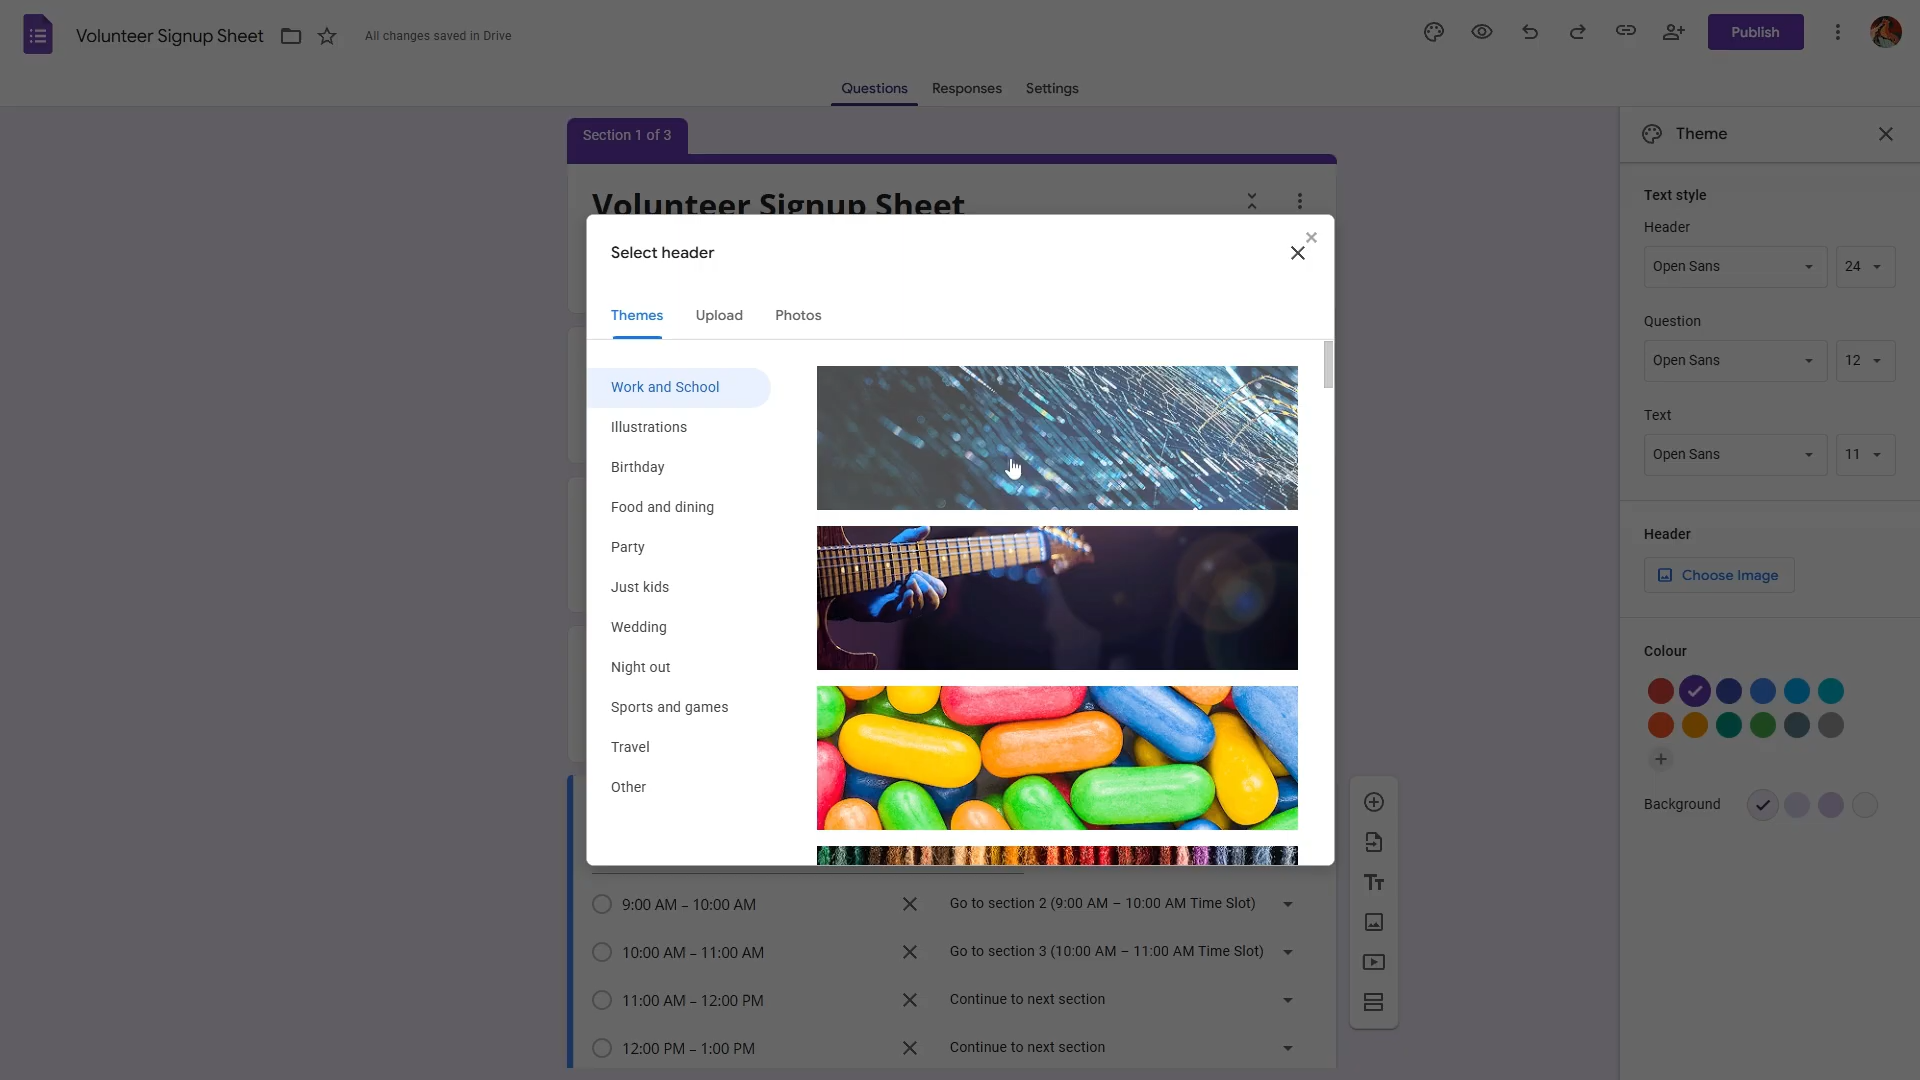 Volunteer Signup Sheet
All changes saved in Drive
Publish
Questions
Responses
Settings
Section 1 of 3
Volunteer Signup Sheet
Theme
Text style
Header
Open Sans
24
Question
Open Sans
12
Text
Open Sans
11
Header
Choose Image
Colour
Background
Select header
Themes
Upload
Photos
Work and School
Illustrations
Birthday
Food and dining
Party
Just kids
Wedding
Night out
Sports and games
Travel
Other
9:00 AM – 10:00 AM
Go to section 2 (9:00 AM – 10:00 AM Time Slot)
10:00 AM – 11:00 AM
Go to section 3 (10:00 AM – 11:00 AM Time Slot)
11:00 AM – 12:00 PM
Continue to next section
12:00 PM – 1:00 PM
Continue to next section
Tт